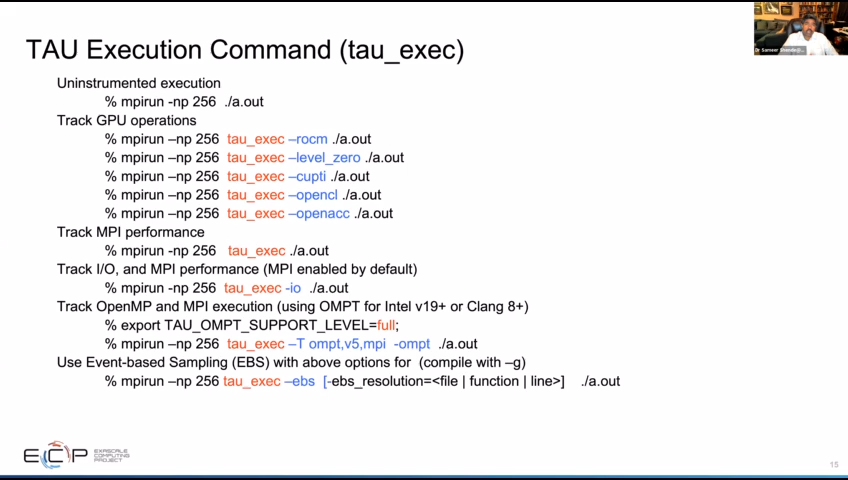 TAU Execution Command (tau_exec)
Uninstrumented execution
% mpirun -np 256 ./a.out
Track GPU operations
% mpirun –np 256 tau_exec –rocm ./a.out
% mpirun –np 256 tau_exec –level_zero ./a.out
% mpirun –np 256 tau_exec –cupti ./a.out
% mpirun –np 256 tau_exec –opencl ./a.out
% mpirun –np 256 tau_exec –openacc ./a.out
Track MPI performance
% mpirun -np 256 tau_exec ./a.out
Track I/O, and MPI performance (MPI enabled by default)
% mpirun -np 256 tau_exec -io ./a.out
Track OpenMP and MPI execution (using OMPT for Intel v19+ or Clang 8+)
% export TAU_OMPT_SUPPORT_LEVEL=full;
% mpirun –np 256 tau_exec –T ompt,v5,mpi -ompt ./a.out
Use Event-based Sampling (EBS) with above options for (compile with –g)
% mpirun –np 256 tau_exec –ebs [-ebs_resolution=<file | function | line>] ./a.out
ECP
EXASCALE
COMPUTING
PROJECT
15